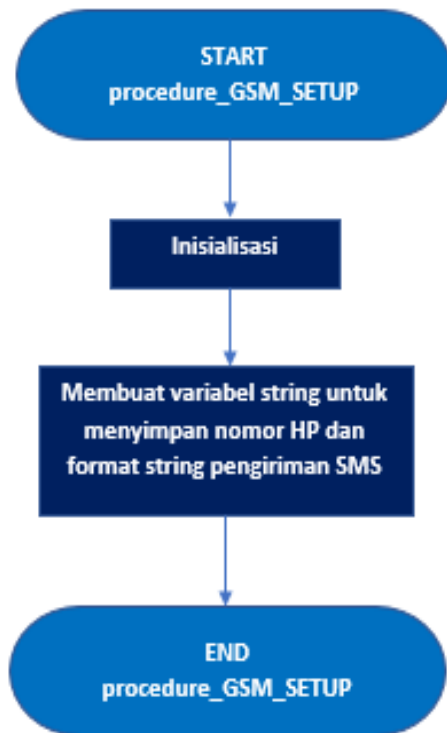 START
procedure_GSM_SETUP
Inisialisasi
Membuat variabel string untuk
menyimpan nomor HP dan
format string pengiriman SMS
END
procedure_GSM_SETUP